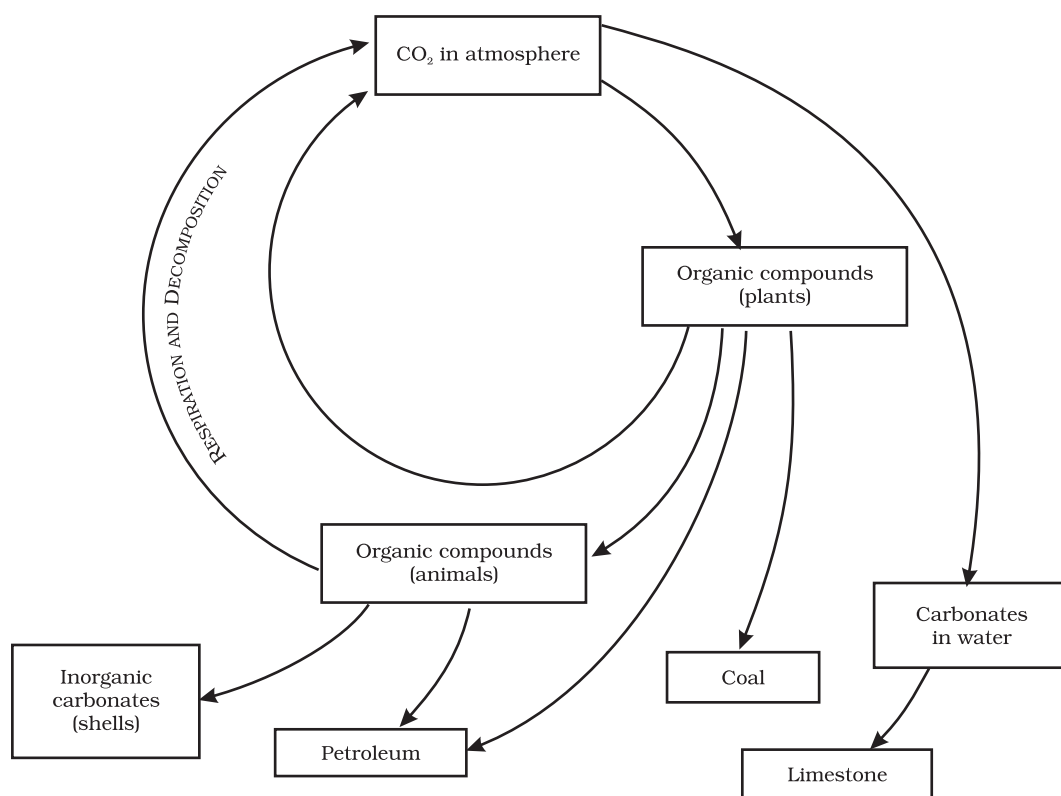 CO₂ in atmosphere
RESPIRATION AND DECOMPOSITION
Organic compounds
(plants)
Organic compounds
(animals)
Carbonates
in water
Inorganic
carbonates
(shells)
Coal
Petroleum
Limestone